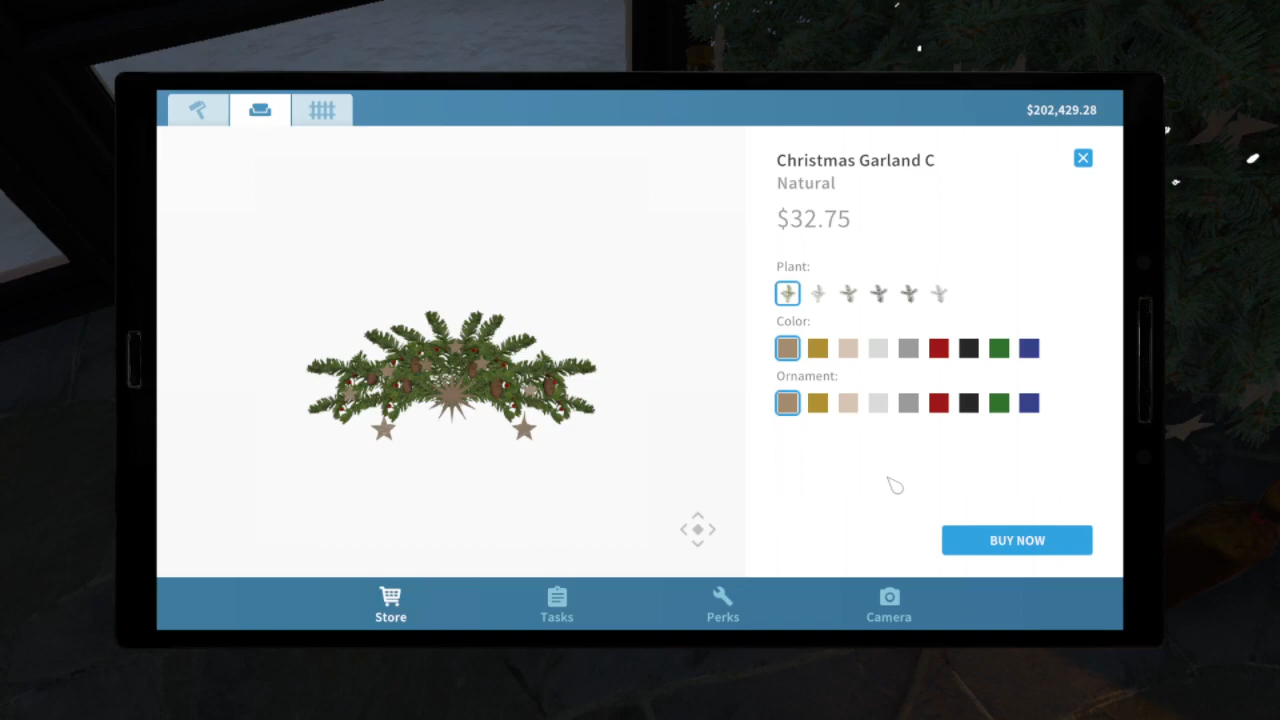 $202,429.28
Christmas Garland C
Natural
$32.75
Plant:
Color:
Ornament:
BUY NOW
Store
Tasks
Perks
Camera